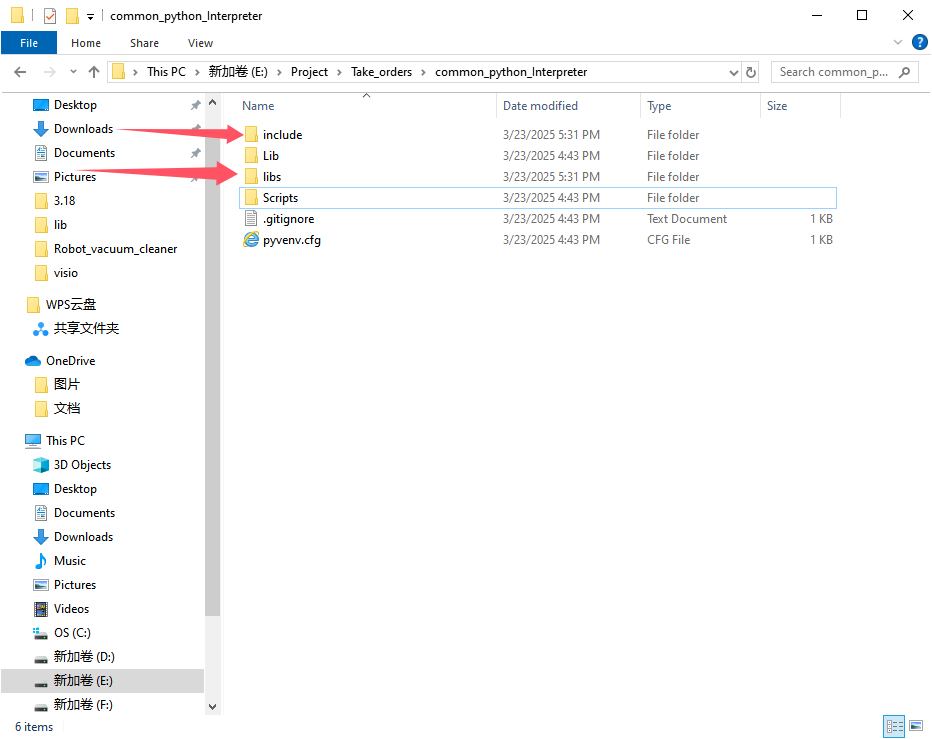 common_python_Interpreter
File Home Share View
This PC 新加卷 (E:) Project Take_orders common_python_Interpreter Search common_p...
Desktop
Downloads
Documents
Pictures
3.18
lib
Robot_vacuum_cleaner
visio
WPS云盘
共享文件夹
OneDrive
图片
文档
This PC
3D Objects
Desktop
Documents
Downloads
Music
Pictures
Videos
OS (C:)
新加卷 (D:)
新加卷 (E:)
新加卷 (F:)
Name Date modified Type Size
include 3/23/2025 5:31 PM File folder
Lib 3/23/2025 4:43 PM File folder
libs 3/23/2025 5:31 PM File folder
Scripts 3/23/2025 4:43 PM File folder
.gitignore 3/23/2025 4:43 PM Text Document 1 KB
pyvenv.cfg 3/23/2025 4:43 PM CFG File 1 KB
6 items